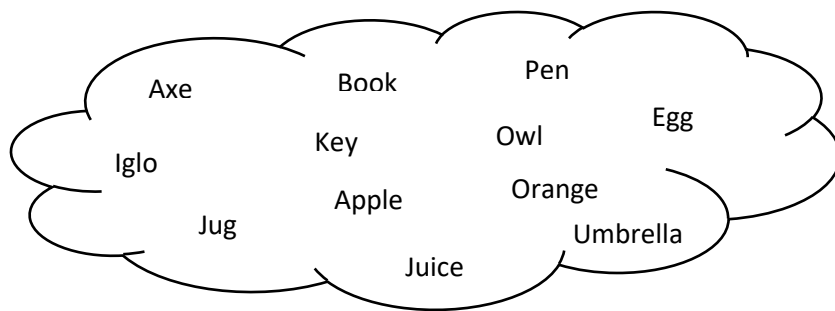 Axe
Book
Pen
Egg
Iglo
Key
Owl
Apple
Orange
Jug
Umbrella
Juice